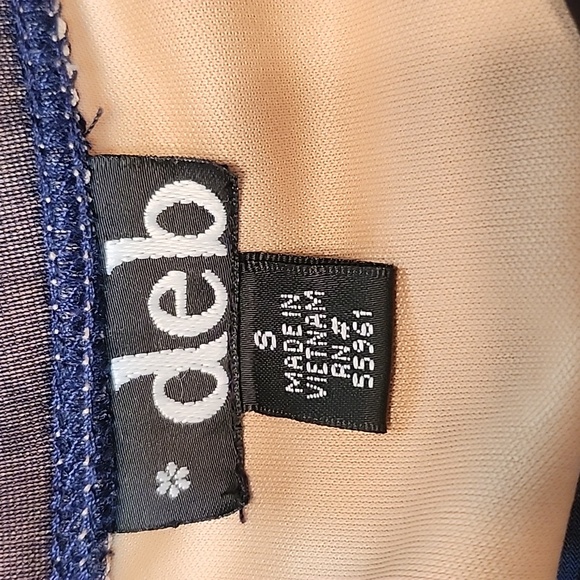 deb
S
MADE IN
VIETNAM
RN #
55961